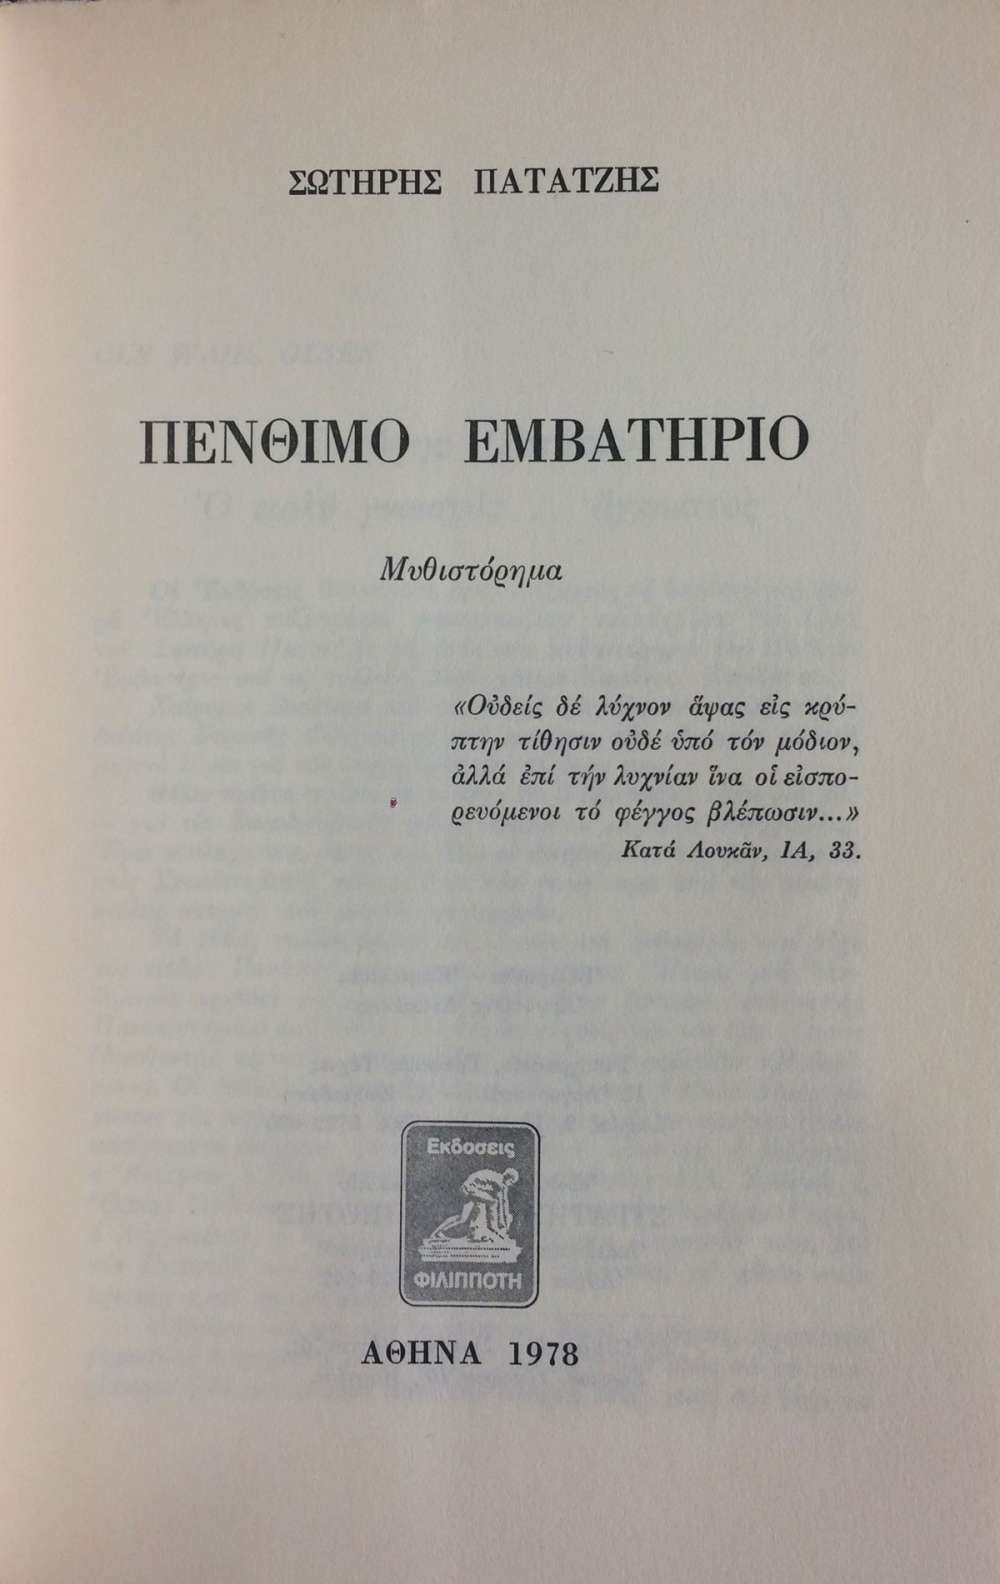 ΣΩΤΗΡΗΣ ΠΑΤΑΤΖΗΣ
ΠΕΝΘΙΜΟ ΕΜΒΑΤΗΡΙΟ
Μυθιστόρημα
«Οὐδείς δέ λύχνον ἅψας εἰς κρύ-
πτην τίθησιν οὐδέ ὑπό τόν μόδιον,
ἀλλά ἐπί τήν λυχνίαν ἵνα οἱ εἰσπο-
ρευόμενοι τό φέγγος βλέπωσιν...»
Κατά Λουκᾶν, ΙΑ, 33.
Εκδοσεις
ΦΙΛΙΠΠΟΤΗ
ΑΘΗΝΑ 1978